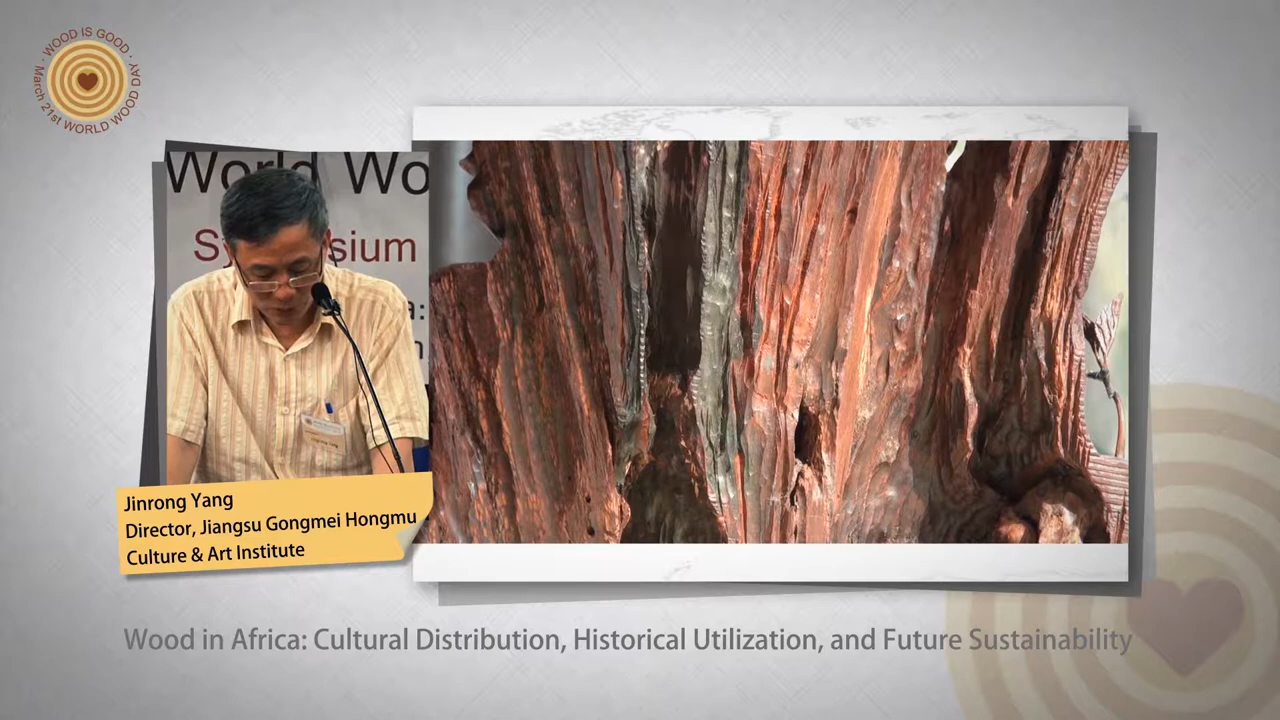 WOOD IS GOOD · March 21st WORLD WOOD DAY ·
World Wo
sium
Jinrong Yang
Director, Jiangsu Gongmei Hongmu
Culture & Art Institute
Wood in Africa: Cultural Distribution, Historical Utilization, and Future Sustainability